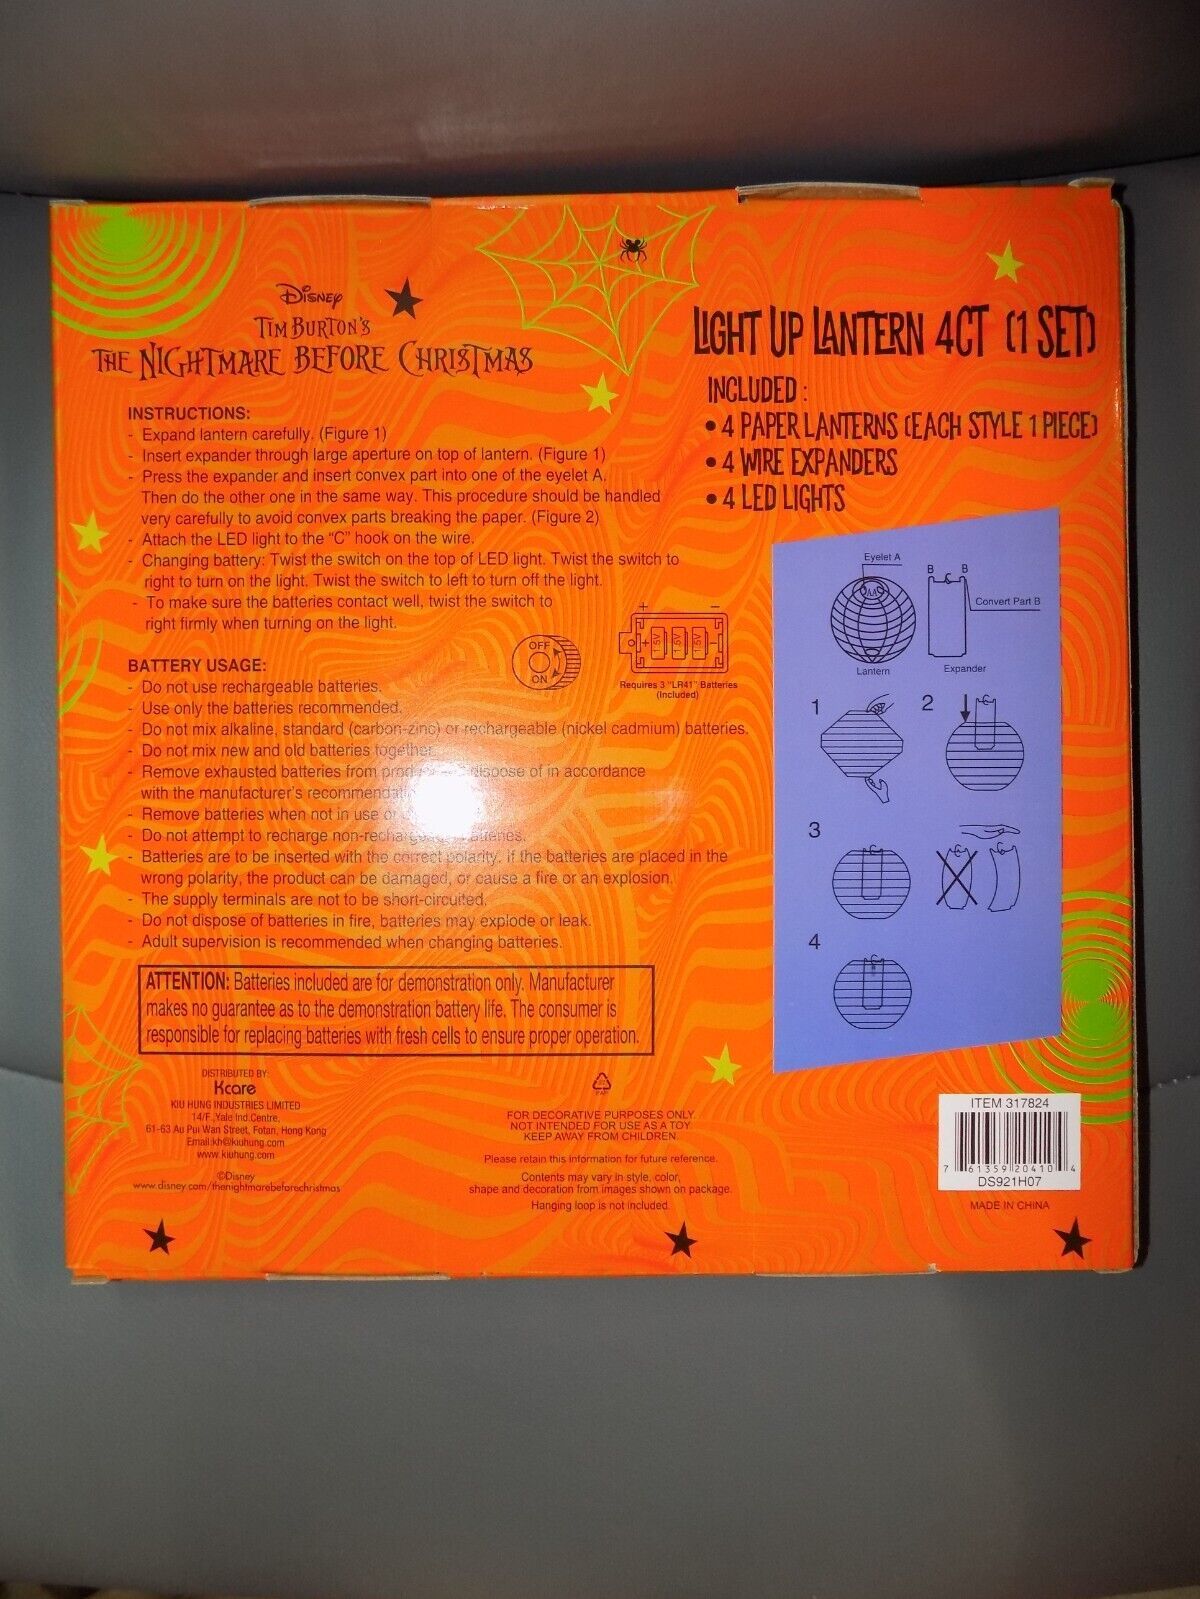 Disney
TIM BURTON'S
THE NIGHTMARE BEFORE CHRISTMAS
INSTRUCTIONS:
- Expand lantern carefully. (Figure 1)
- Insert expander through large aperture on top of lantern. (Figure 1)
- Press the expander and insert convex part into one of the eyelet A.
Then do the other one in the same way. This procedure should be handled
very carefully to avoid convex parts breaking the paper. (Figure 2)
- Attach the LED light to the "C" hook on the wire.
- Changing battery: Twist the switch on the top of LED light. Twist the switch to
right to turn on the light. Twist the switch to left to turn off the light.
- To make sure the batteries contact well, twist the switch to
right firmly when turning on the light.
OFF
ON
+ −
+ 1.5V 1.5V 1.5V −
Requires 3 "LR41" Batteries
(Included)
BATTERY USAGE:
- Do not use rechargeable batteries.
- Use only the batteries recommended.
- Do not mix alkaline, standard (carbon-zinc) or rechargeable (nickel cadmium) batteries.
- Do not mix new and old batteries together.
- Remove exhausted batteries from dispose of in accordance
with the manufacturer's
- Remove batteries when not in use or
- Do not attempt to recharge batteries.
- Batteries are to be inserted with the correct polarity. If the batteries are placed in the
wrong polarity, the product can be damaged, or cause a fire or an explosion.
- The supply terminals are not to be short-circuited.
- Do not dispose of batteries in fire, batteries may explode or leak.
- Adult supervision is recommended when changing batteries.
ATTENTION: Batteries included are for demonstration only. Manufacturer
makes no guarantee as to the demonstration battery life. The consumer is
responsible for replacing batteries with fresh cells to ensure proper operation.
DISTRIBUTED BY:
Kcare
KIU HUNG INDUSTRIES LIMITED
14/F., Yale Ind.Centre,
61-63 Au Pui Wan Street, Fotan, Hong Kong
Email:kh@kiuhung.com
www.kiuhung.com
©Disney
www.disney.com/thenightmarebeforechristmas
FOR DECORATIVE PURPOSES ONLY.
NOT INTENDED FOR USE AS A TOY.
KEEP AWAY FROM CHILDREN.
Please retain this information for future reference.
Contents may vary in style, color,
shape and decoration from images shown on package.
Hanging loop is not included.
LIGHT UP LANTERN 4CT (1 SET)
INCLUDED :
• 4 PAPER LANTERNS (EACH STYLE 1 PIECE)
• 4 WIRE EXPANDERS
• 4 LED LIGHTS
Eyelet A
B C B
Convert Part B
Lantern
Expander
1
2
3
4
ITEM 317824
7 61359 20410 4
DS921H07
MADE IN CHINA